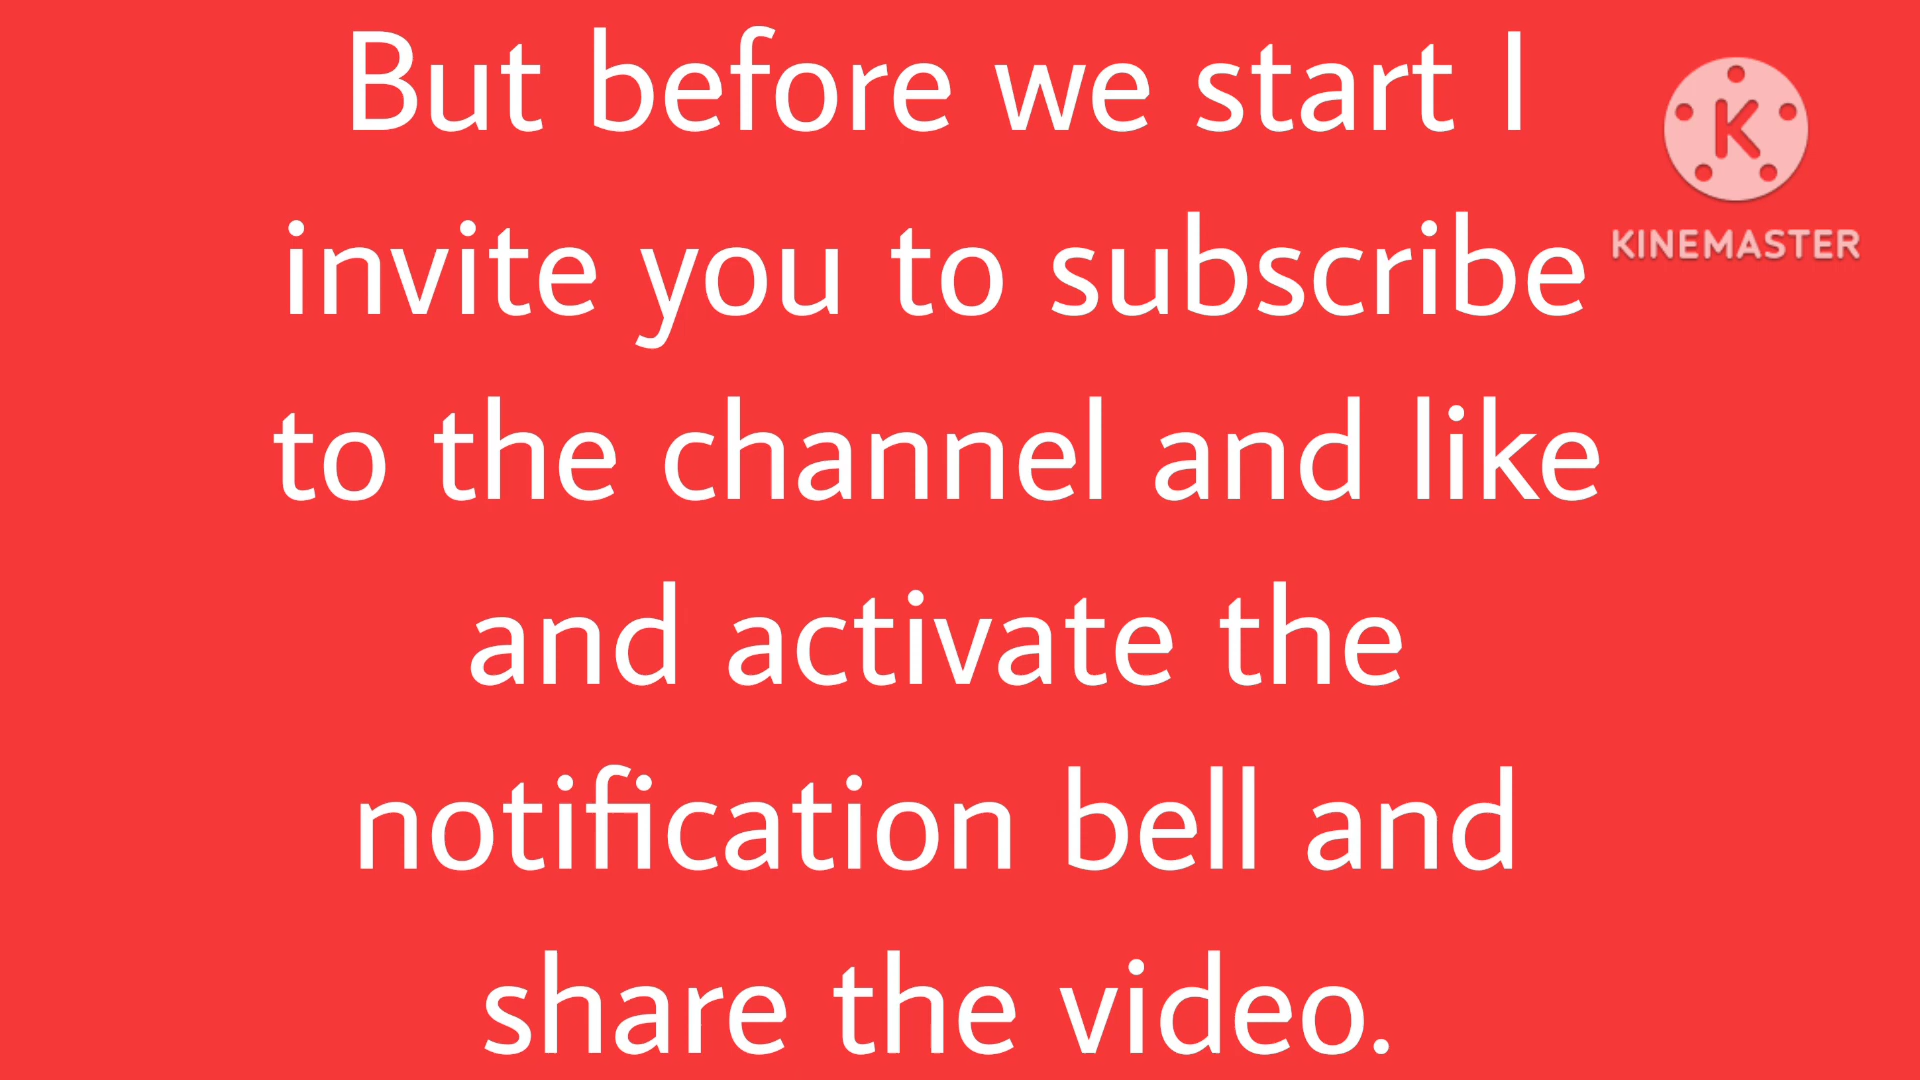 But before we start I
invite you to subscribe
to the channel and like
and activate the
notification bell and
share the video.
K
KINEMASTER